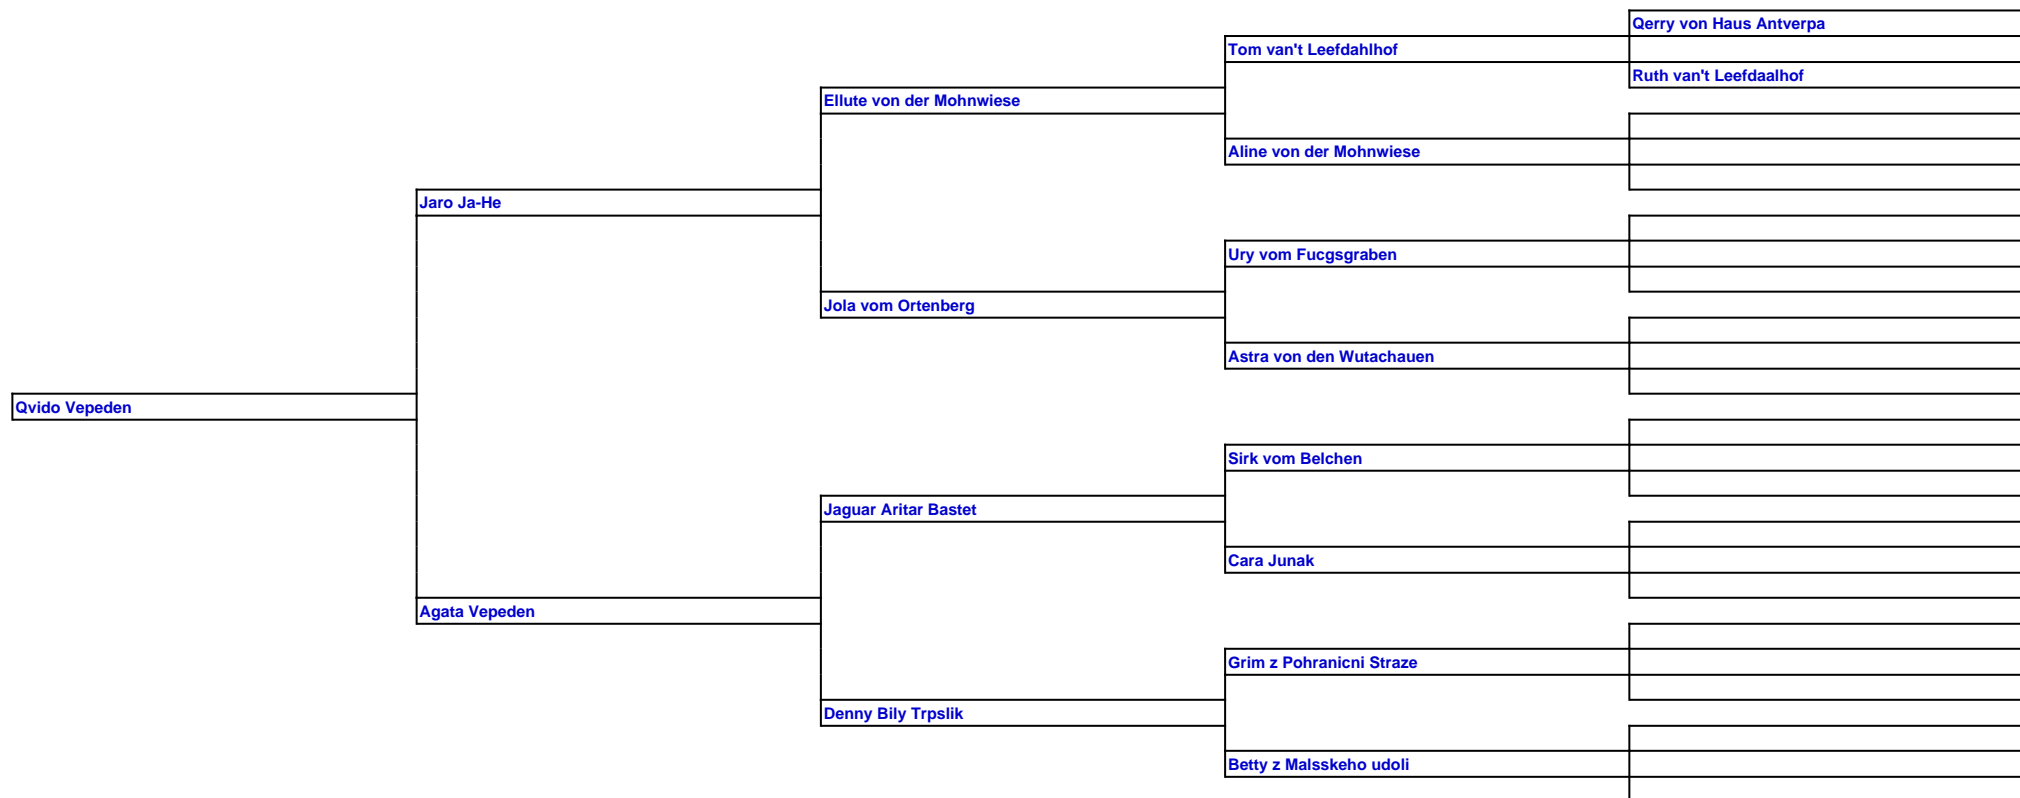 Qerry von Haus Antverpa
Tom van't Leefdahlhof
Ruth van't Leefdaalhof
Ellute von der Mohnwiese
Aline von der Mohnwiese
Jaro Ja-He
Ury vom Fucgsgraben
Jola vom Ortenberg
Astra von den Wutachauen
Qvido Vepeden
Sirk vom Belchen
Jaguar Aritar Bastet
Cara Junak
Agata Vepeden
Grim z Pohranicni Straze
Denny Bily Trpslik
Betty z Malsskeho udoli